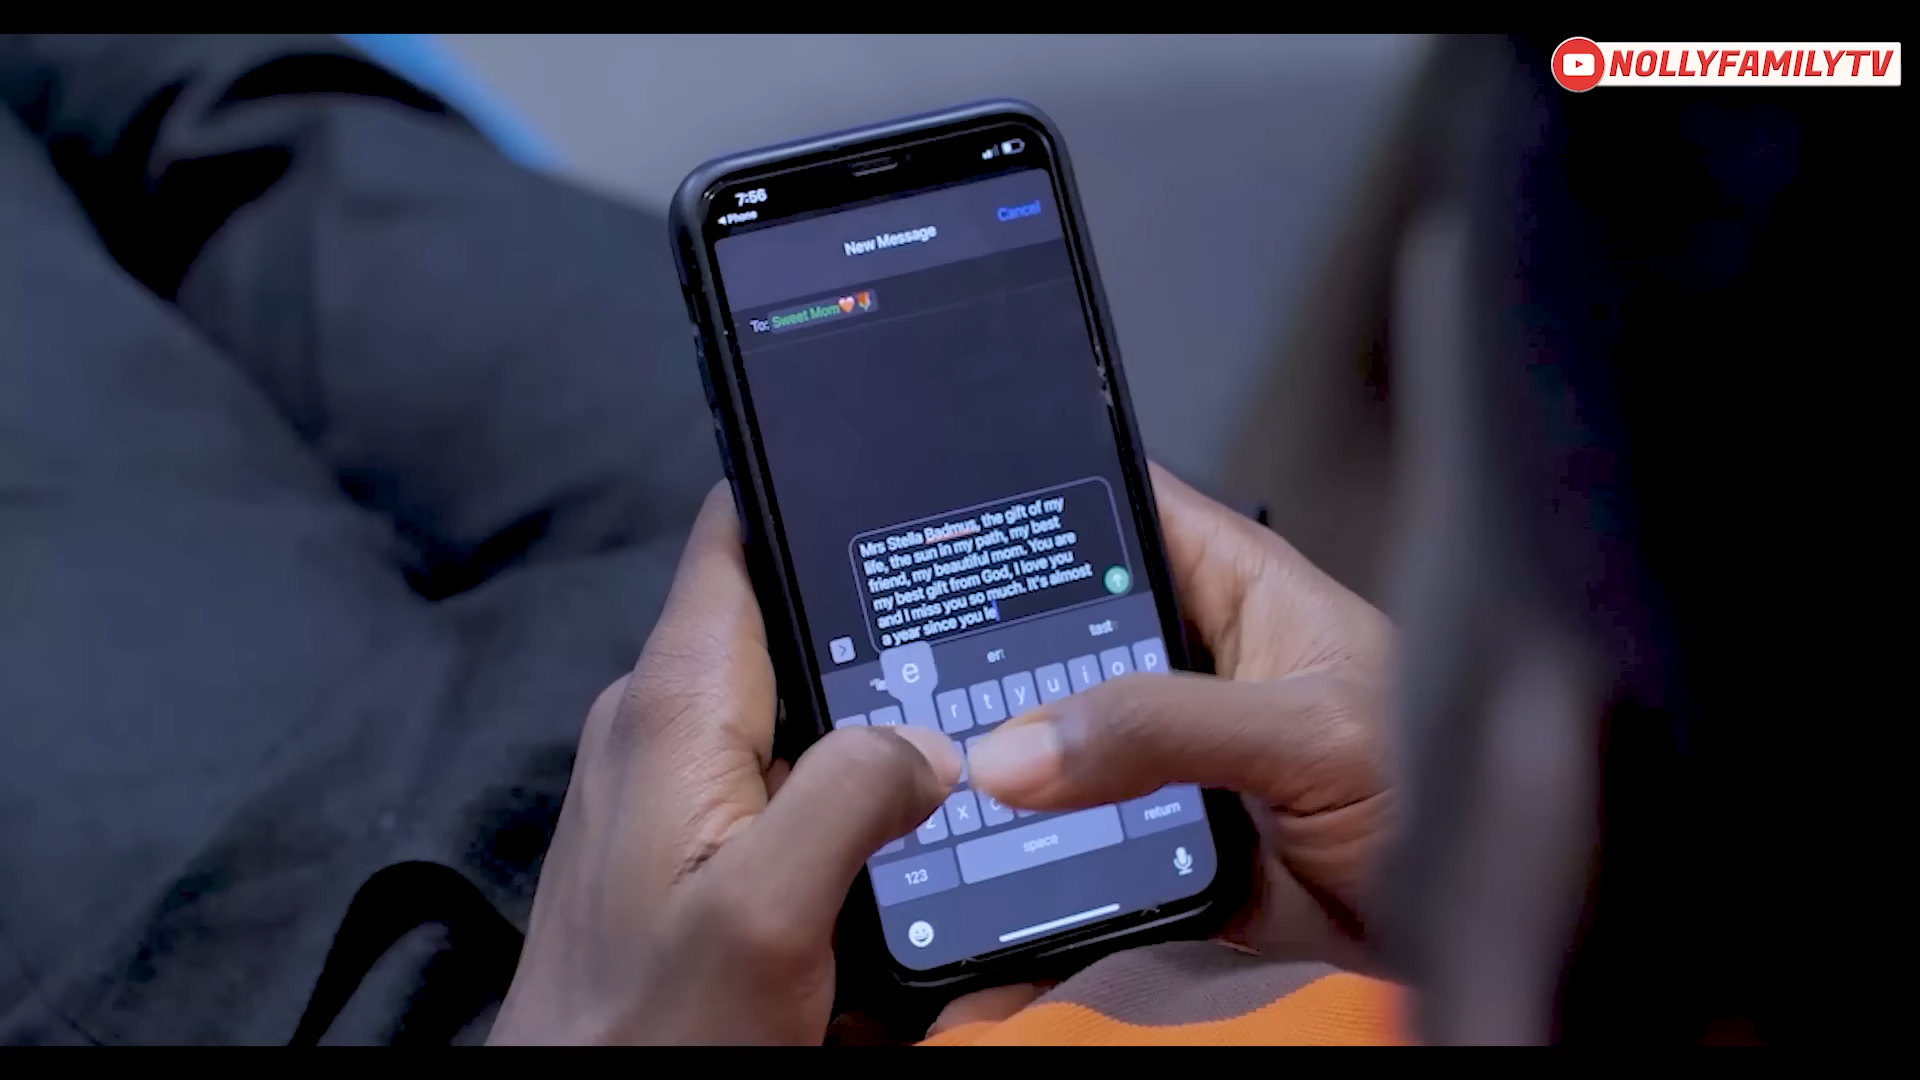 NOLLYFAMILYTV
7:56
Phone
Cancel
New Message
To: Sweet Mom🧡🌹
Mrs Stella Badmus, the gift of my
life, the sun in my path, my best
friend, my beautiful mom. You are
my best gift from God, I love you
and I miss you so much. It's almost
a year since you le
e
r t y u i o p
z x
123 space return